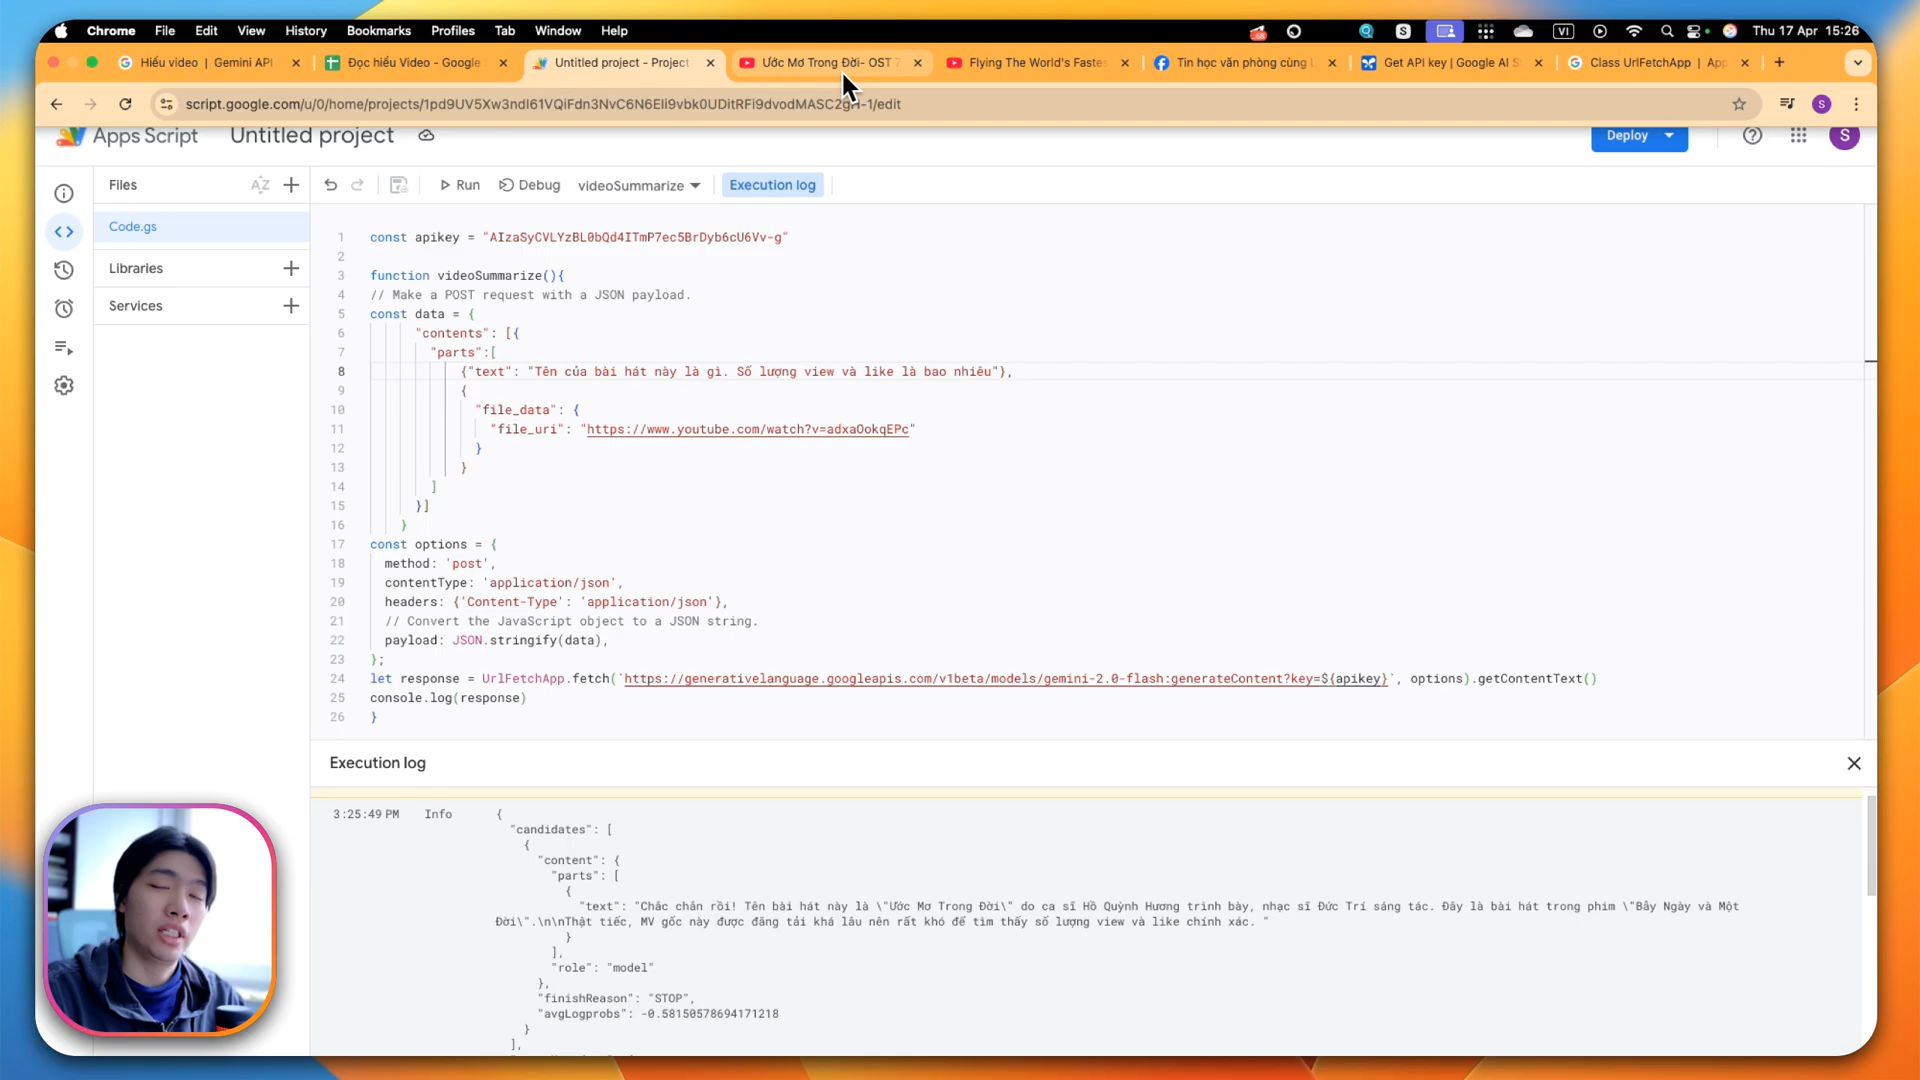 Chrome File Edit View History Bookmarks Profiles Tab Window Help VI Thu 17 Apr 15:26
Hiểu video | Gemini API Đọc hiểu Video - Google Untitled project - Project Ước Mơ Trong Đời- OST 7 Flying The World's Fastes Tin học văn phòng cùng Get API key | Google AI S Class UrlFetchApp | App
script.google.com/u/0/home/projects/1pd9UV5Xw3ndI61VQiFdn3NvC6N6EIi9vbk0UDitRFi9dvodMASC2gH-1/edit S
Apps Script Untitled project Deploy S
Files AZ Run Debug videoSummarize Execution log
Code.gs
Libraries
Services
1 const apikey = "AIzaSyCVLYzBL0bQd4ITmP7ec5BrDyb6cU6Vv-g"
2
3 function videoSummarize(){
4 // Make a POST request with a JSON payload.
5 const data = {
6 "contents": [{
7 "parts":[
8 {"text": "Tên của bài hát này là gì. Số lượng view và like là bao nhiêu"},
9 {
10 "file_data": {
11 "file_uri": "https://www.youtube.com/watch?v=adxaOokqEPc"
12 }
13 }
14 ]
15 }]
16 }
17 const options = {
18 method: 'post',
19 contentType: 'application/json',
20 headers: {'Content-Type': 'application/json'},
21 // Convert the JavaScript object to a JSON string.
22 payload: JSON.stringify(data),
23 };
24 let response = UrlFetchApp.fetch(`https://generativelanguage.googleapis.com/v1beta/models/gemini-2.0-flash:generateContent?key=${apikey}`, options).getContentText()
25 console.log(response)
26 }
Execution log
3:25:49 PM Info {
"candidates": [
{
"content": {
"parts": [
{
"text": "Chắc chắn rồi! Tên bài hát này là \"Ước Mơ Trong Đời\" do ca sĩ Hồ Quỳnh Hương trình bày, nhạc sĩ Đức Trí sáng tác. Đây là bài hát trong phim \"Bảy Ngày và Một
Đời\".\n\nThật tiếc, MV gốc này được đăng tải khá lâu nên rất khó để tìm thấy số lượng view và like chính xác. "
}
],
"role": "model"
},
"finishReason": "STOP",
"avgLogprobs": -0.58150578694171218
}
],